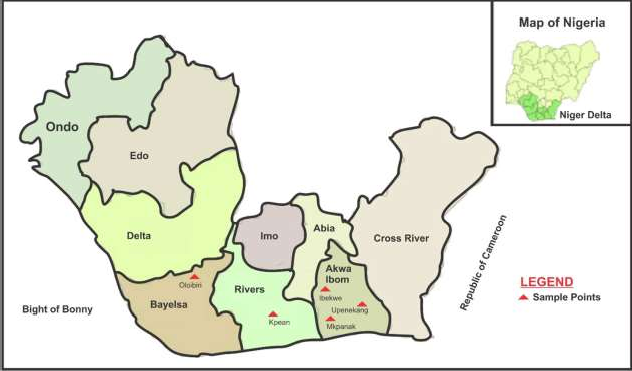 Map of Nigeria
Niger Delta
Ondo
Edo
Delta
Imo
Abia
Cross River
Akwa
Ibom
Oloibiri
Ibekwe
Rivers
Bayelsa
Upenekang
Kpean
Mkpanak
Bight of Bonny
Republic of Cameroon
LEGEND
Sample Points